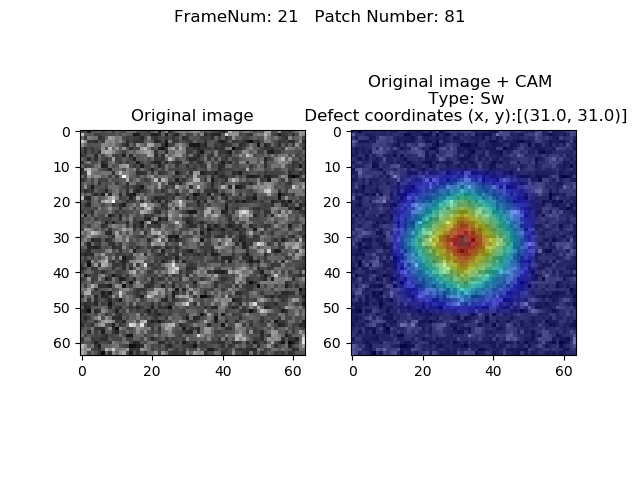 FrameNum: 21   Patch Number: 81
Original image
Original image + CAM
Type: Sw
Defect coordinates (x, y):[(31.0, 31.0)]
0
10
20
30
40
50
60
0 20 40 60
0
10
20
30
40
50
60
0 20 40 60